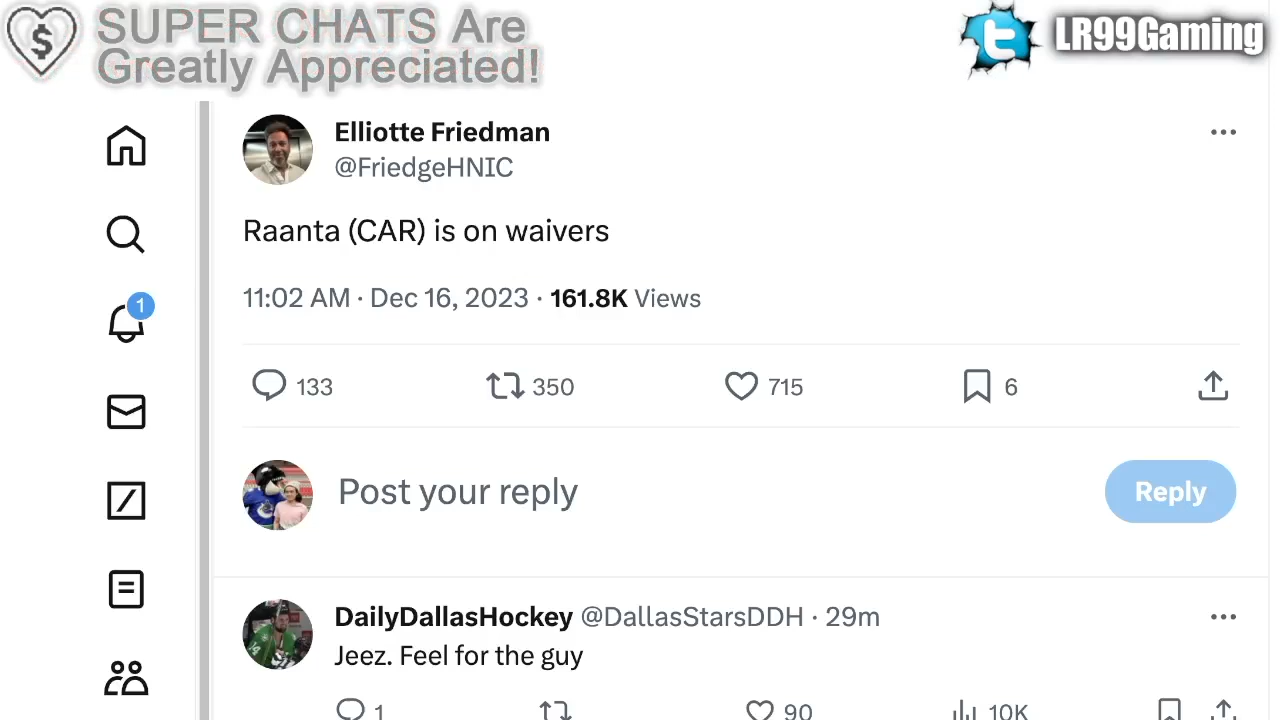 SUPER CHATS Are
Greatly Appreciated!
LR99Gaming
Elliotte Friedman
@FriedgeHNIC
Raanta (CAR) is on waivers
11:02 AM · Dec 16, 2023 · 161.8K Views
133 350 715 6
1
Post your reply
Reply
DailyDallasHockey @DallasStarsDDH · 29m
Jeez. Feel for the guy
1 90 10K